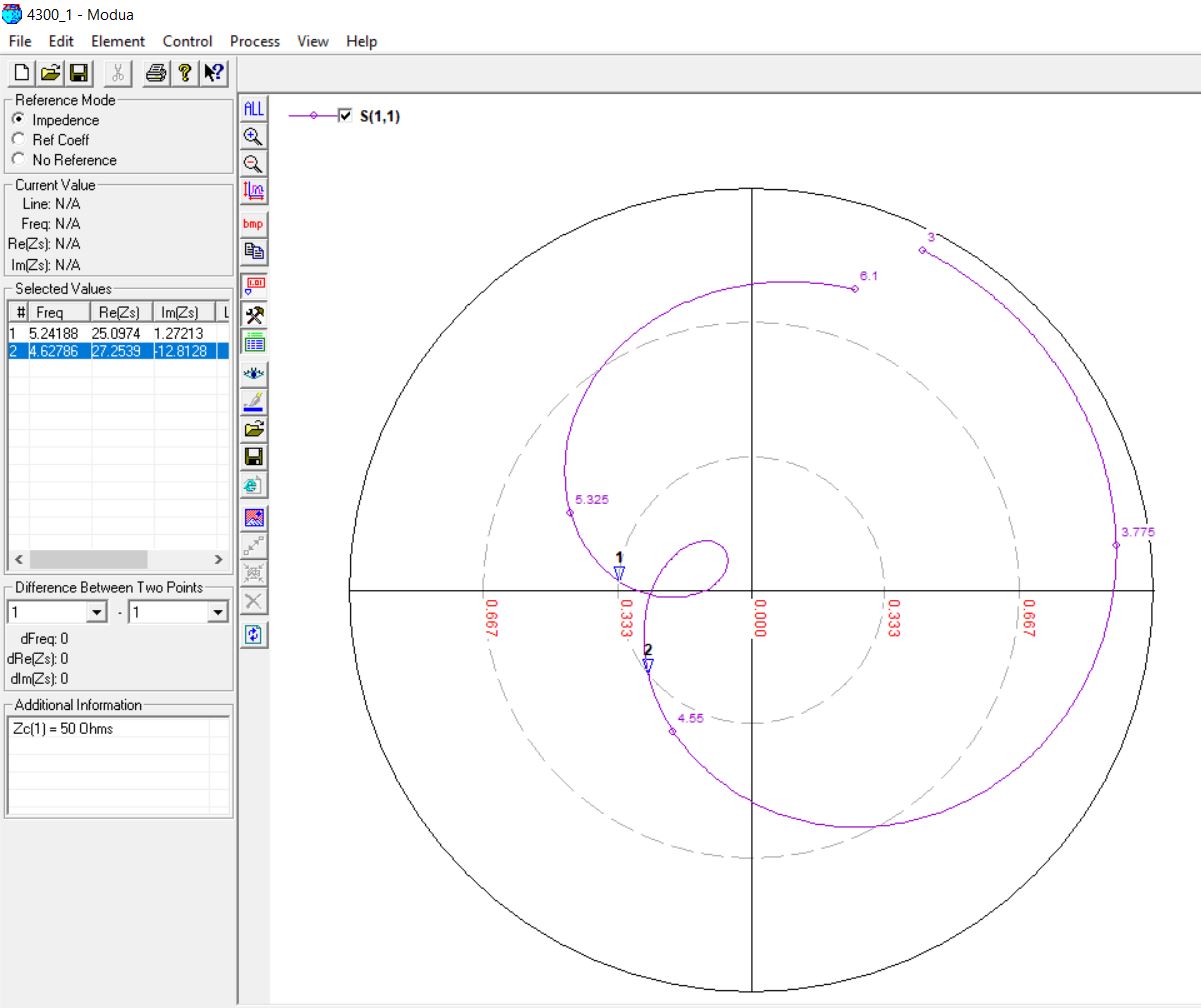 4300_1 - Modua
File Edit Element Control Process View Help
Reference Mode
Impedence
Ref Coeff
No Reference
Current Value
Line: N/A
Freq: N/A
Re(Zs): N/A
Im(Zs): N/A
Selected Values
# Freq Re(Zs) Im(Zs) L
1 5.24188 25.0974 1.27213
2 4.62786 27.2539 -12.8128
Difference Between Two Points
1 - 1
dFreq: 0
dRe(Zs): 0
dIm(Zs): 0
Additional Information
Zc(1) = 50 Ohms
ALL
bmp
1.01
S(1,1)
3
6.1
3.775
5.325
1
0.667
0.333
0.000
0.333
0.667
2
4.55